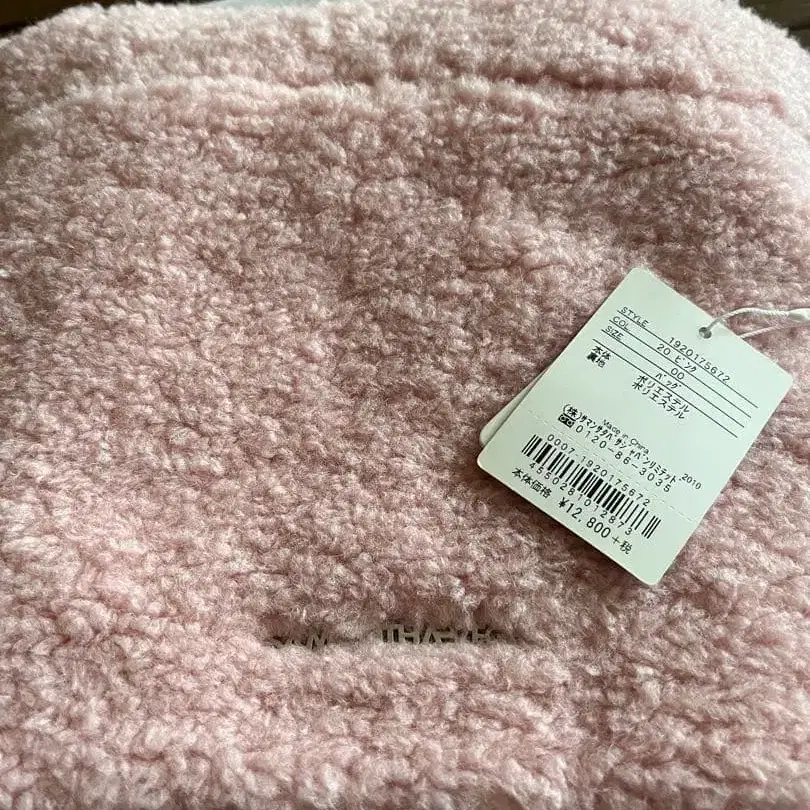 STYLE 1920175672
COL 20 ピンク
SIZE 00
バッグ
本体 ポリエステル
裏地 ポリエステル
Made in China
(株)サマンサタバサジャパンリミテッド 2010
0120-86-3035
0007-1920175672
4550281012873
本体価格 ¥12,800+税